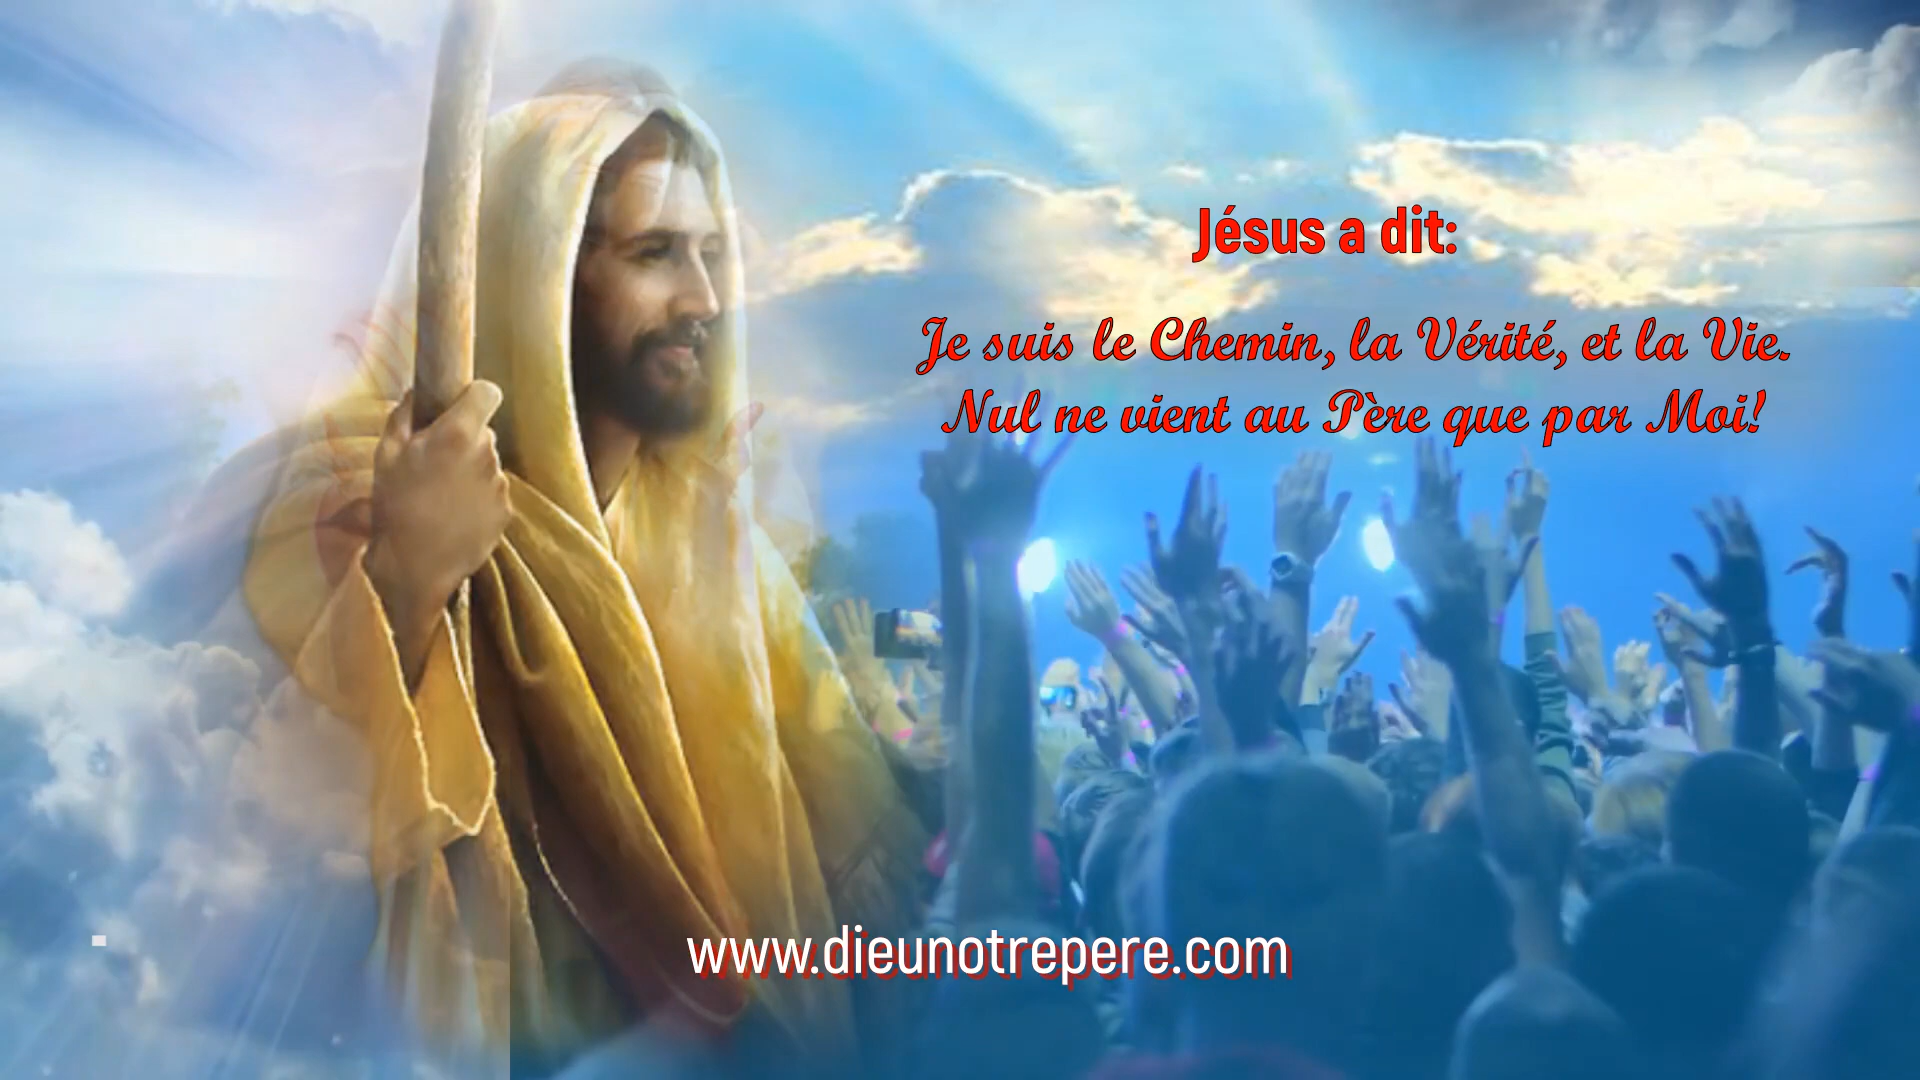 Jésus a dit:
Je suis le Chemin, la Vérité, et la Vie.
Nul ne vient au Père que par Moi!
www.dieunotrepere.com